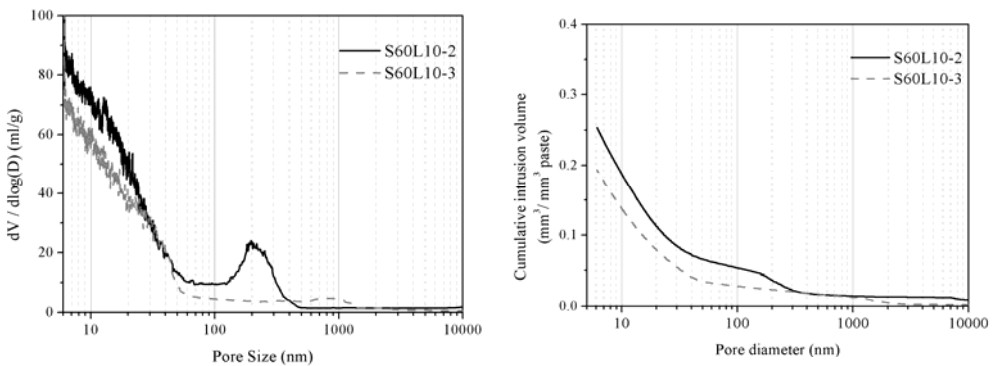 100
80
60
40
20
0
dV / dlog(D) (ml/g)
S60L10-2
S60L10-3
10
100
1000
10000
Pore Size (nm)
0.4
0.3
0.2
0.1
0.0
Cumulative intrusion volume
(mm³/ mm³ paste)
S60L10-2
S60L10-3
10
100
1000
10000
Pore diameter (nm)